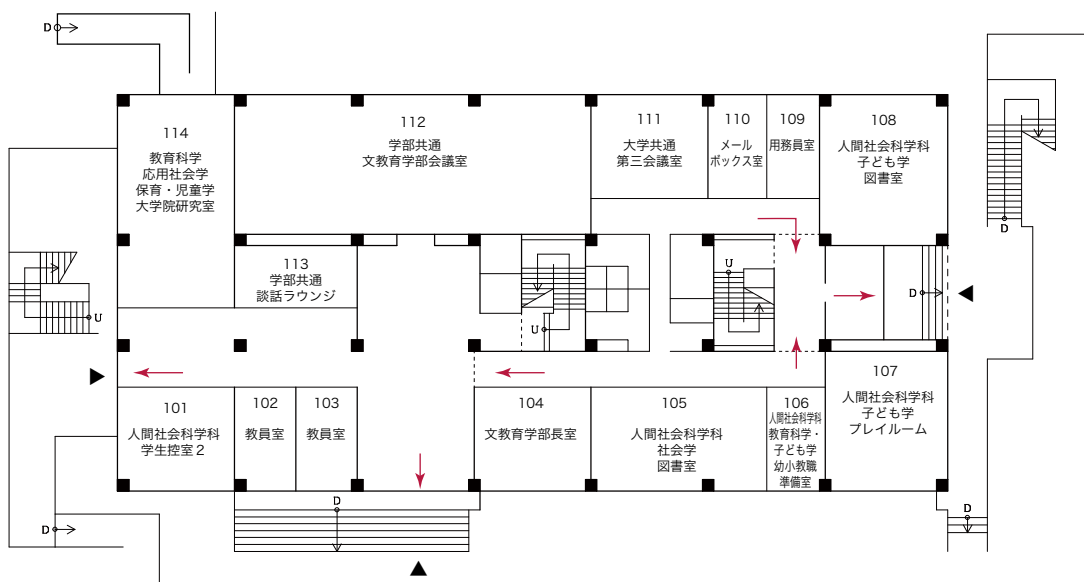 D
114
教育科学
応用社会学
保育・児童学
大学院研究室
112
学部共通
文教育学部会議室
111
大学共通
第三会議室
110
メール
ボックス室
109
用務員室
108
人間社会科学科
子ども学
図書室
D
113
学部共通
談話ラウンジ
U
U
U
D
101
人間社会科学科
学生控室2
102
教員室
103
教員室
104
文教育学部長室
105
人間社会科学科
社会学
図書室
106
人間社会科学科
教育科学・
子ども学
幼小教職
準備室
107
人間社会科学科
子ども学
プレイルーム
D
D
D